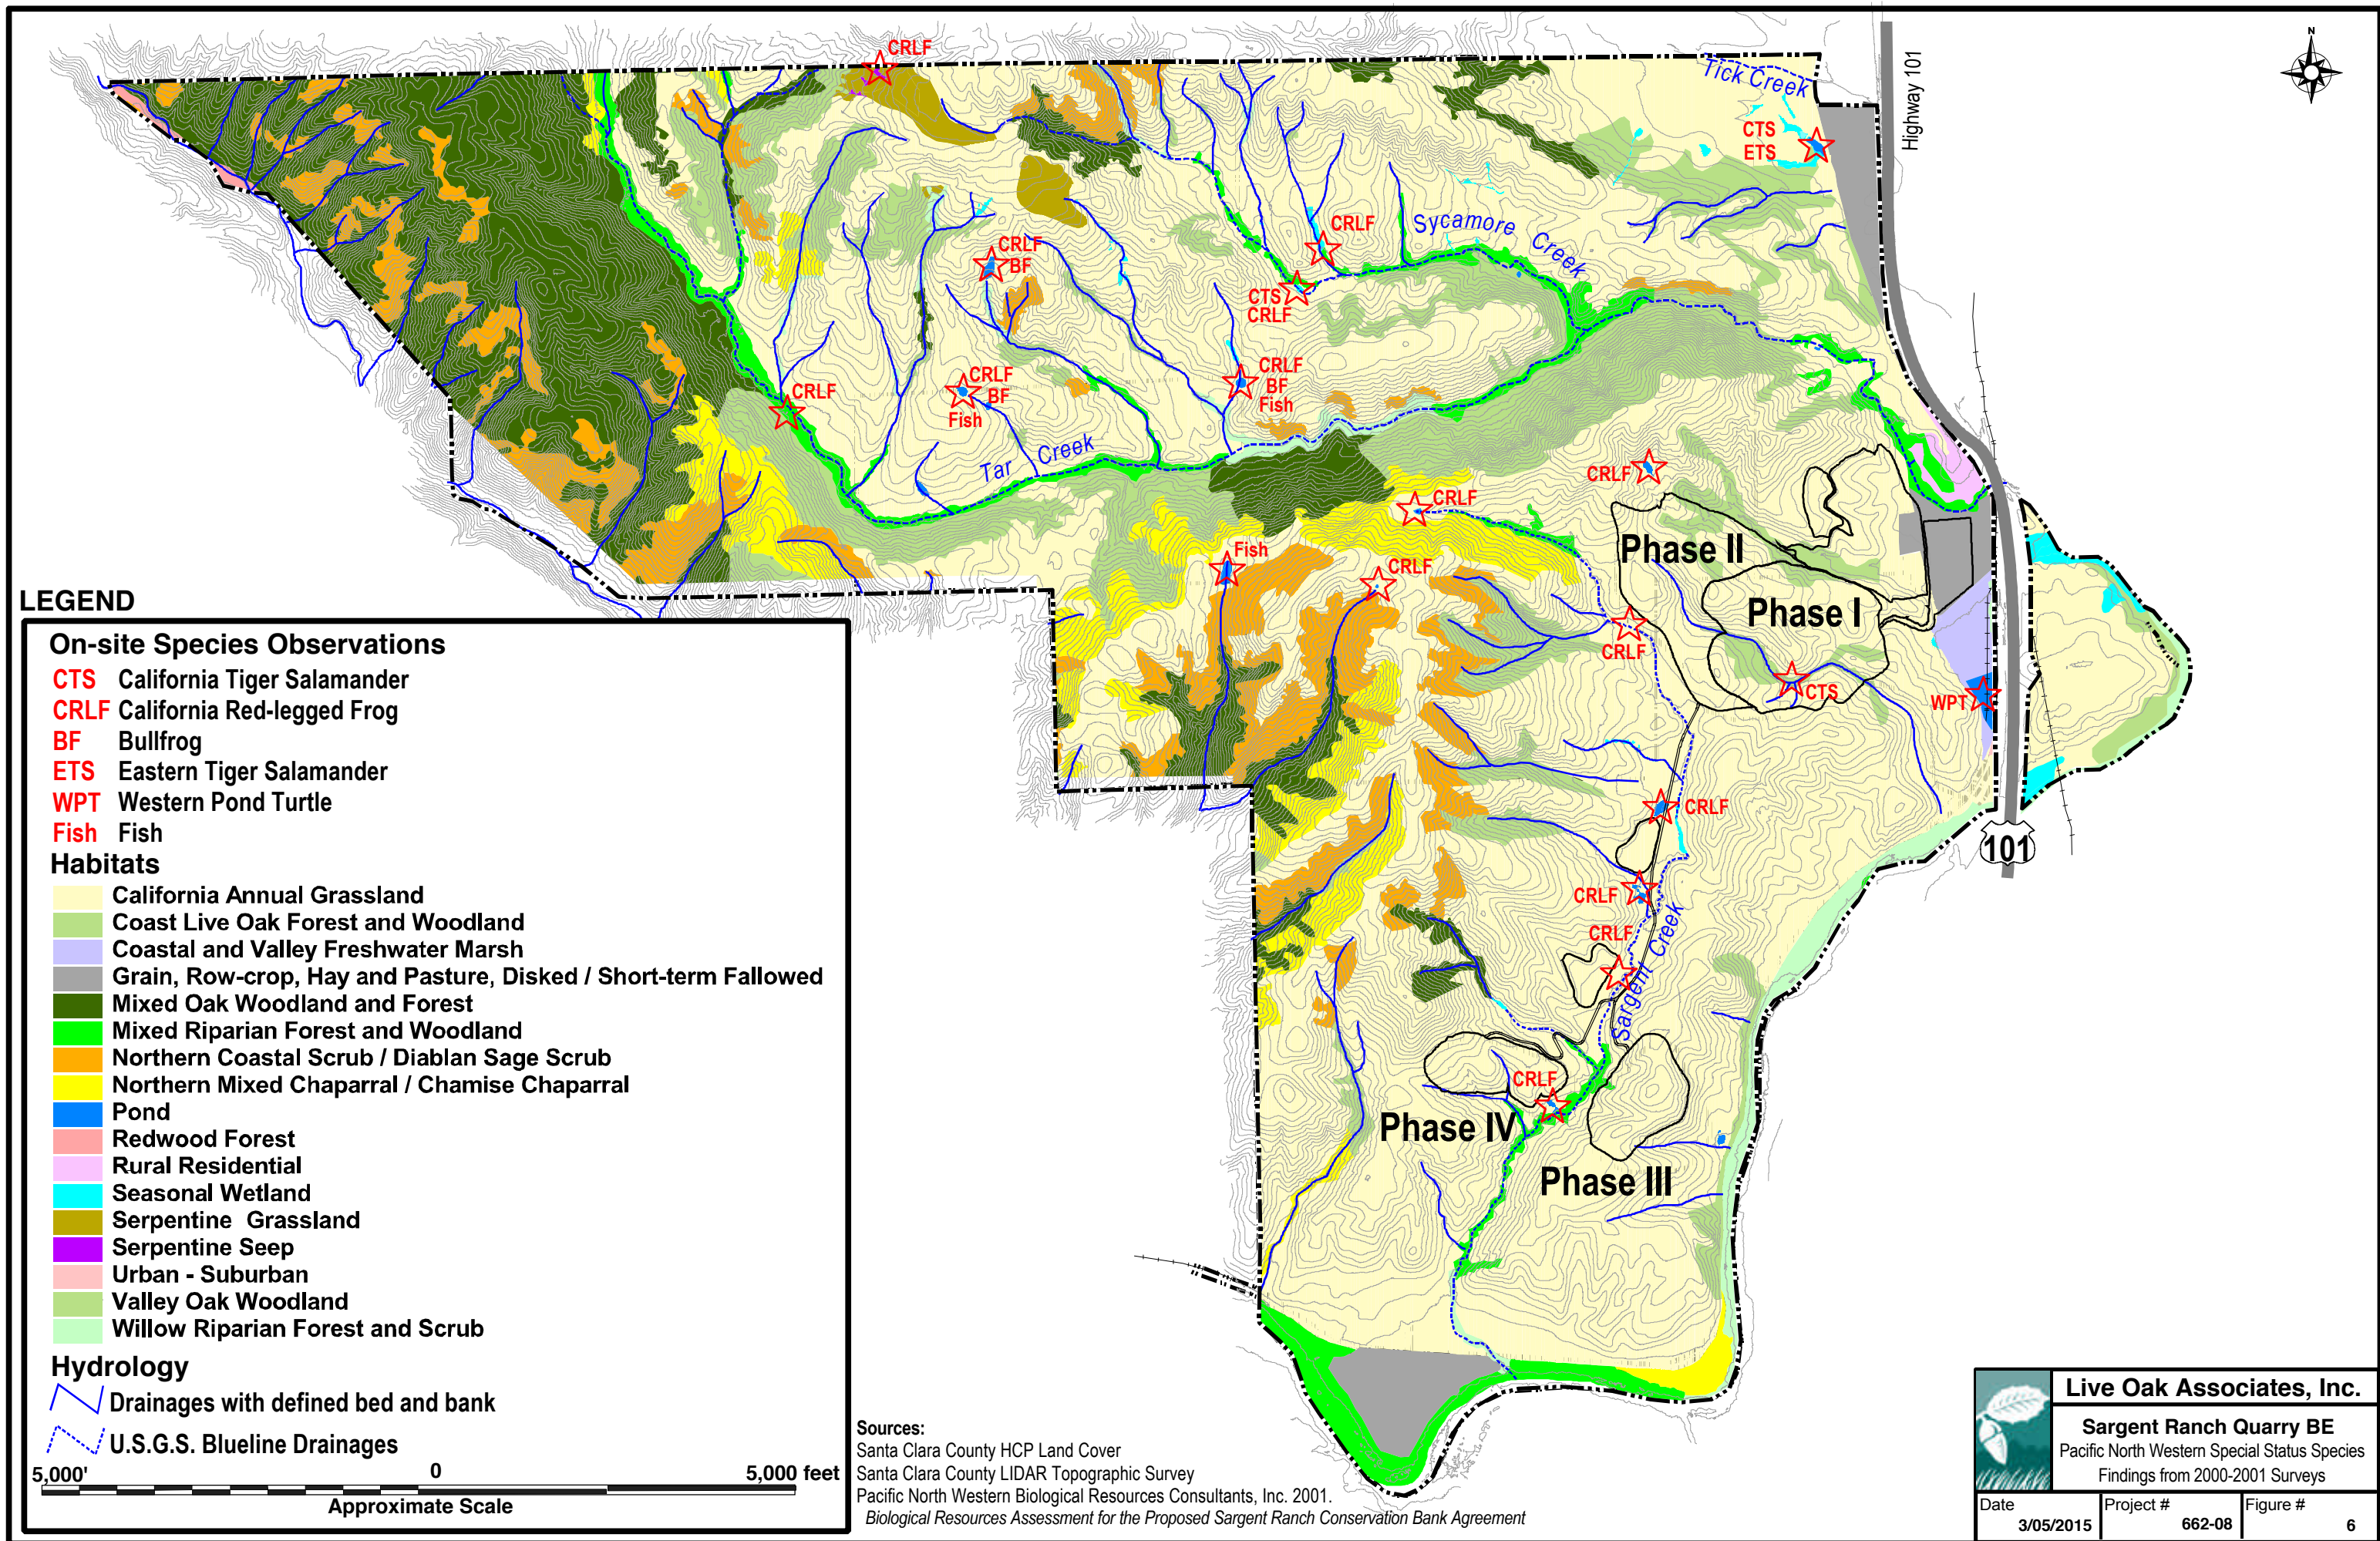 CRLF
N
Tick Creek
Highway 101
CTS
ETS
CRLF
Sycamore Creek
CRLF
BF
CTS
CRLF
CRLF
BF
Fish
CRLF
BF
Fish
CRLF
Tar Creek
CRLF
CRLF
Fish
CRLF
Phase II
Phase I
CRLF
CTS
WPT
CRLF
101
CRLF
CRLF
Sargent Creek
CRLF
Phase IV
Phase III
LEGEND
On-site Species Observations
CTS California Tiger Salamander
CRLF California Red-legged Frog
BF Bullfrog
ETS Eastern Tiger Salamander
WPT Western Pond Turtle
Fish Fish
Habitats
California Annual Grassland
Coast Live Oak Forest and Woodland
Coastal and Valley Freshwater Marsh
Grain, Row-crop, Hay and Pasture, Disked / Short-term Fallowed
Mixed Oak Woodland and Forest
Mixed Riparian Forest and Woodland
Northern Coastal Scrub / Diablan Sage Scrub
Northern Mixed Chaparral / Chamise Chaparral
Pond
Redwood Forest
Rural Residential
Seasonal Wetland
Serpentine Grassland
Serpentine Seep
Urban - Suburban
Valley Oak Woodland
Willow Riparian Forest and Scrub
Hydrology
Drainages with defined bed and bank
U.S.G.S. Blueline Drainages
5,000' 0 5,000 feet
Approximate Scale
Sources:
Santa Clara County HCP Land Cover
Santa Clara County LIDAR Topographic Survey
Pacific North Western Biological Resources Consultants, Inc. 2001.
Biological Resources Assessment for the Proposed Sargent Ranch Conservation Bank Agreement
Live Oak Associates, Inc.
Sargent Ranch Quarry BE
Pacific North Western Special Status Species
Findings from 2000-2001 Surveys
Date Project # Figure #
3/05/2015 662-08 6